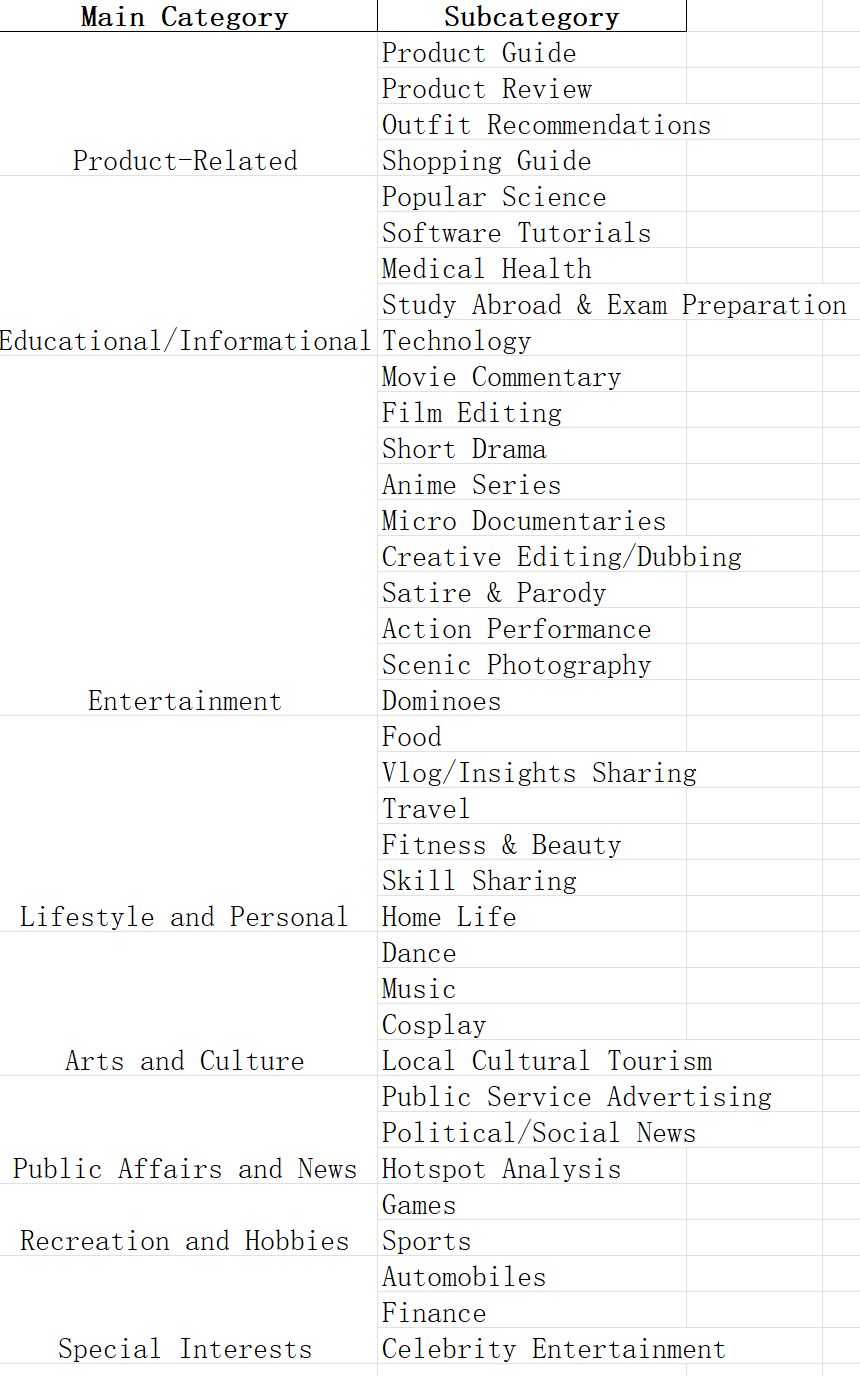 Main Category Subcategory
Product Guide
Product Review
Outfit Recommendations
Product-Related Shopping Guide
Popular Science
Software Tutorials
Medical Health
Study Abroad & Exam Preparation
Educational/Informational Technology
Movie Commentary
Film Editing
Short Drama
Anime Series
Micro Documentaries
Creative Editing/Dubbing
Satire & Parody
Action Performance
Scenic Photography
Entertainment Dominoes
Food
Vlog/Insights Sharing
Travel
Fitness & Beauty
Skill Sharing
Lifestyle and Personal Home Life
Dance
Music
Cosplay
Arts and Culture Local Cultural Tourism
Public Service Advertising
Political/Social News
Public Affairs and News Hotspot Analysis
Games
Recreation and Hobbies Sports
Automobiles
Finance
Special Interests Celebrity Entertainment